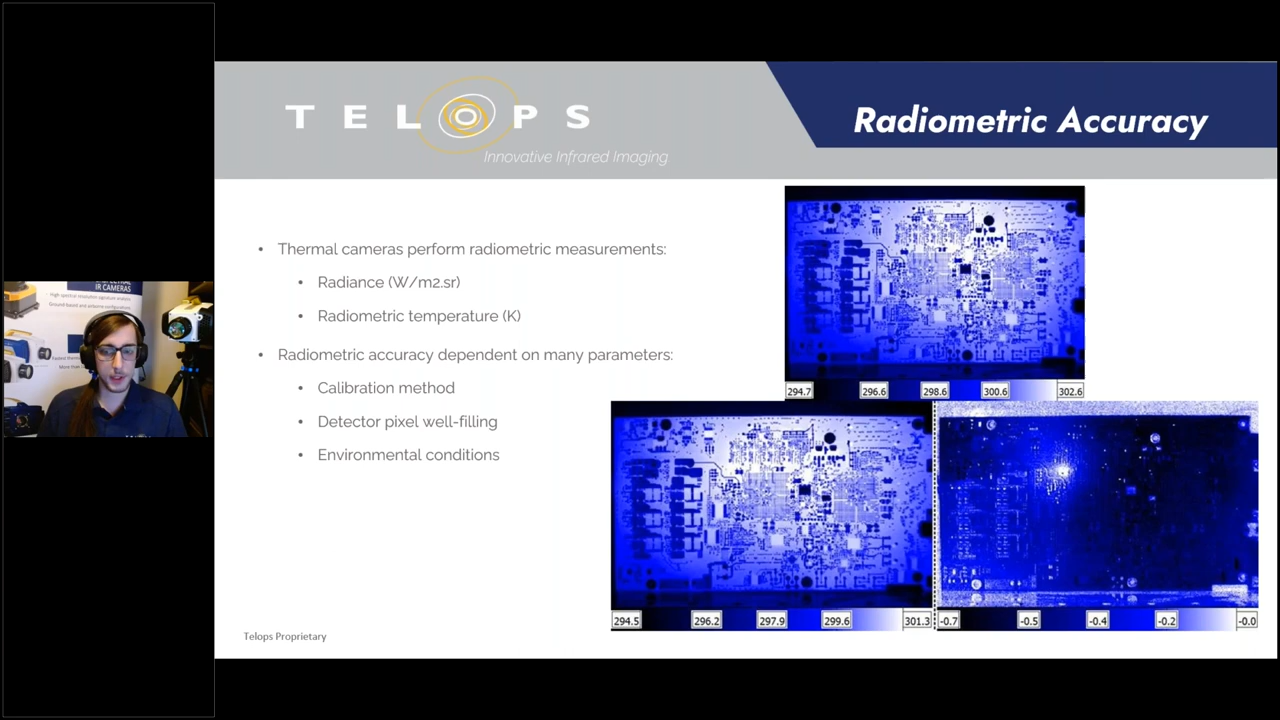 TELOPS
Innovative Infrared Imaging
Radiometric Accuracy
• Thermal cameras perform radiometric measurements:
• Radiance (W/m2.sr)
• Radiometric temperature (K)
• Radiometric accuracy dependent on many parameters:
• Calibration method
• Detector pixel well-filling
• Environmental conditions
294.7 296.6 298.6 300.6 302.6
294.5 296.2 297.9 299.6 301.3
-0.7 -0.5 -0.4 -0.2 -0.0
Telops Proprietary
IR CAMERAS